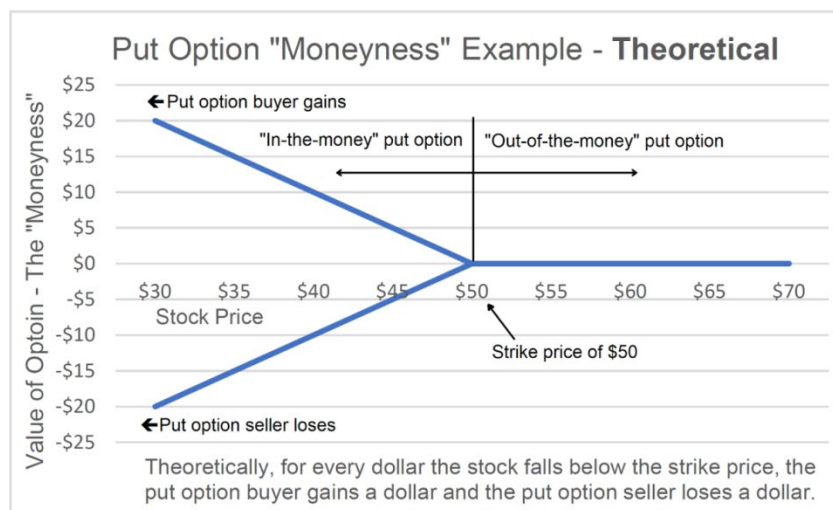 Put Option "Moneyness" Example - Theoretical
Value of Optoin - The "Moneyness"
$25
$20
$15
$10
$5
$0
-$5
-$10
-$15
-$20
-$25
🡰 Put option buyer gains
"In-the-money" put option
"Out-of-the-money" put option
$30 $35 $40 $45 $50 $55 $60 $65 $70
Stock Price
Strike price of $50
🡰Put option seller loses
Theoretically, for every dollar the stock falls below the strike price, the
put option buyer gains a dollar and the put option seller loses a dollar.